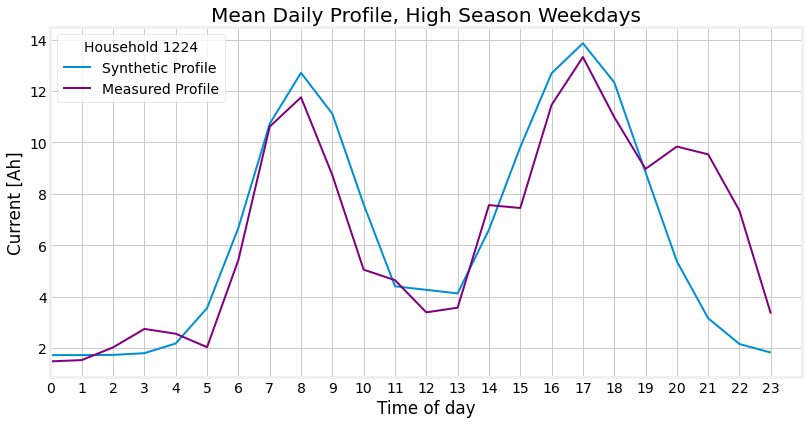 Mean Daily Profile, High Season Weekdays
Household 1224
Synthetic Profile
Measured Profile
Current [Ah]
14
12
10
8
6
4
2
0 1 2 3 4 5 6 7 8 9 10 11 12 13 14 15 16 17 18 19 20 21 22 23
Time of day